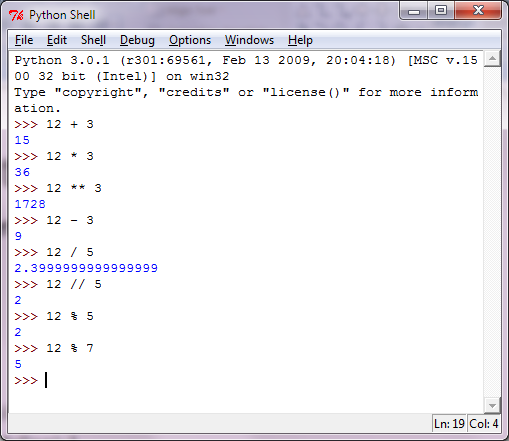 Python Shell
File Edit Shell Debug Options Windows Help
Python 3.0.1 (r301:69561, Feb 13 2009, 20:04:18) [MSC v.15
00 32 bit (Intel)] on win32
Type "copyright", "credits" or "license()" for more inform
ation.
>>> 12 + 3
15
>>> 12 * 3
36
>>> 12 ** 3
1728
>>> 12 - 3
9
>>> 12 / 5
2.3999999999999999
>>> 12 // 5
2
>>> 12 % 5
2
>>> 12 % 7
5
>>>
Ln: 19 Col: 4